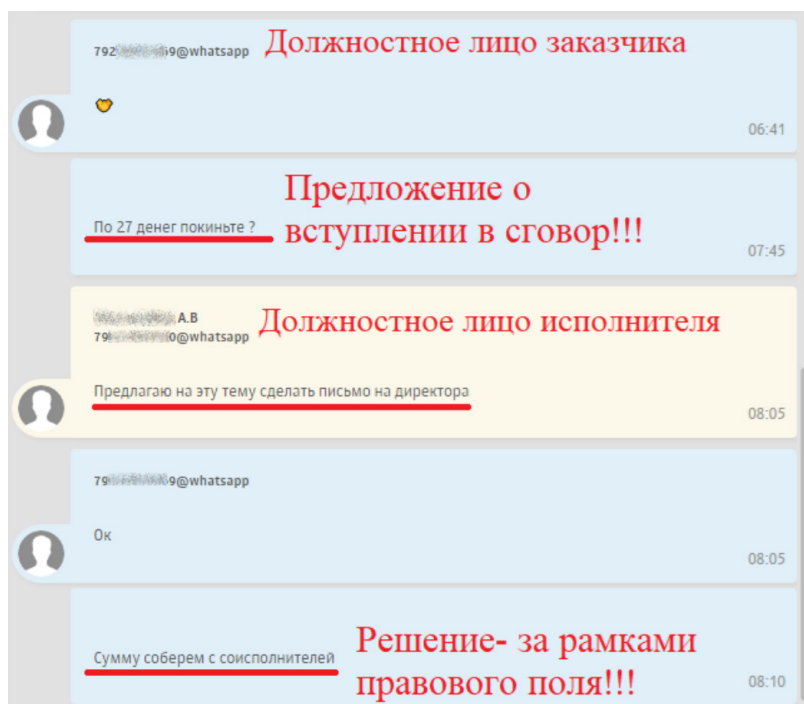 792 9@whatsapp Должностное лицо заказчика
06:41
Предложение о
По 27 денег покиньте ? вступлении в сговор!!!
07:45
А.В
79 0@whatsapp Должностное лицо исполнителя
Предлагаю на эту тему сделать письмо на директора
08:05
79 9@whatsapp
Ок
08:05
Решение- за рамками
Сумму соберем с соисполнителей правового поля!!!
08:10